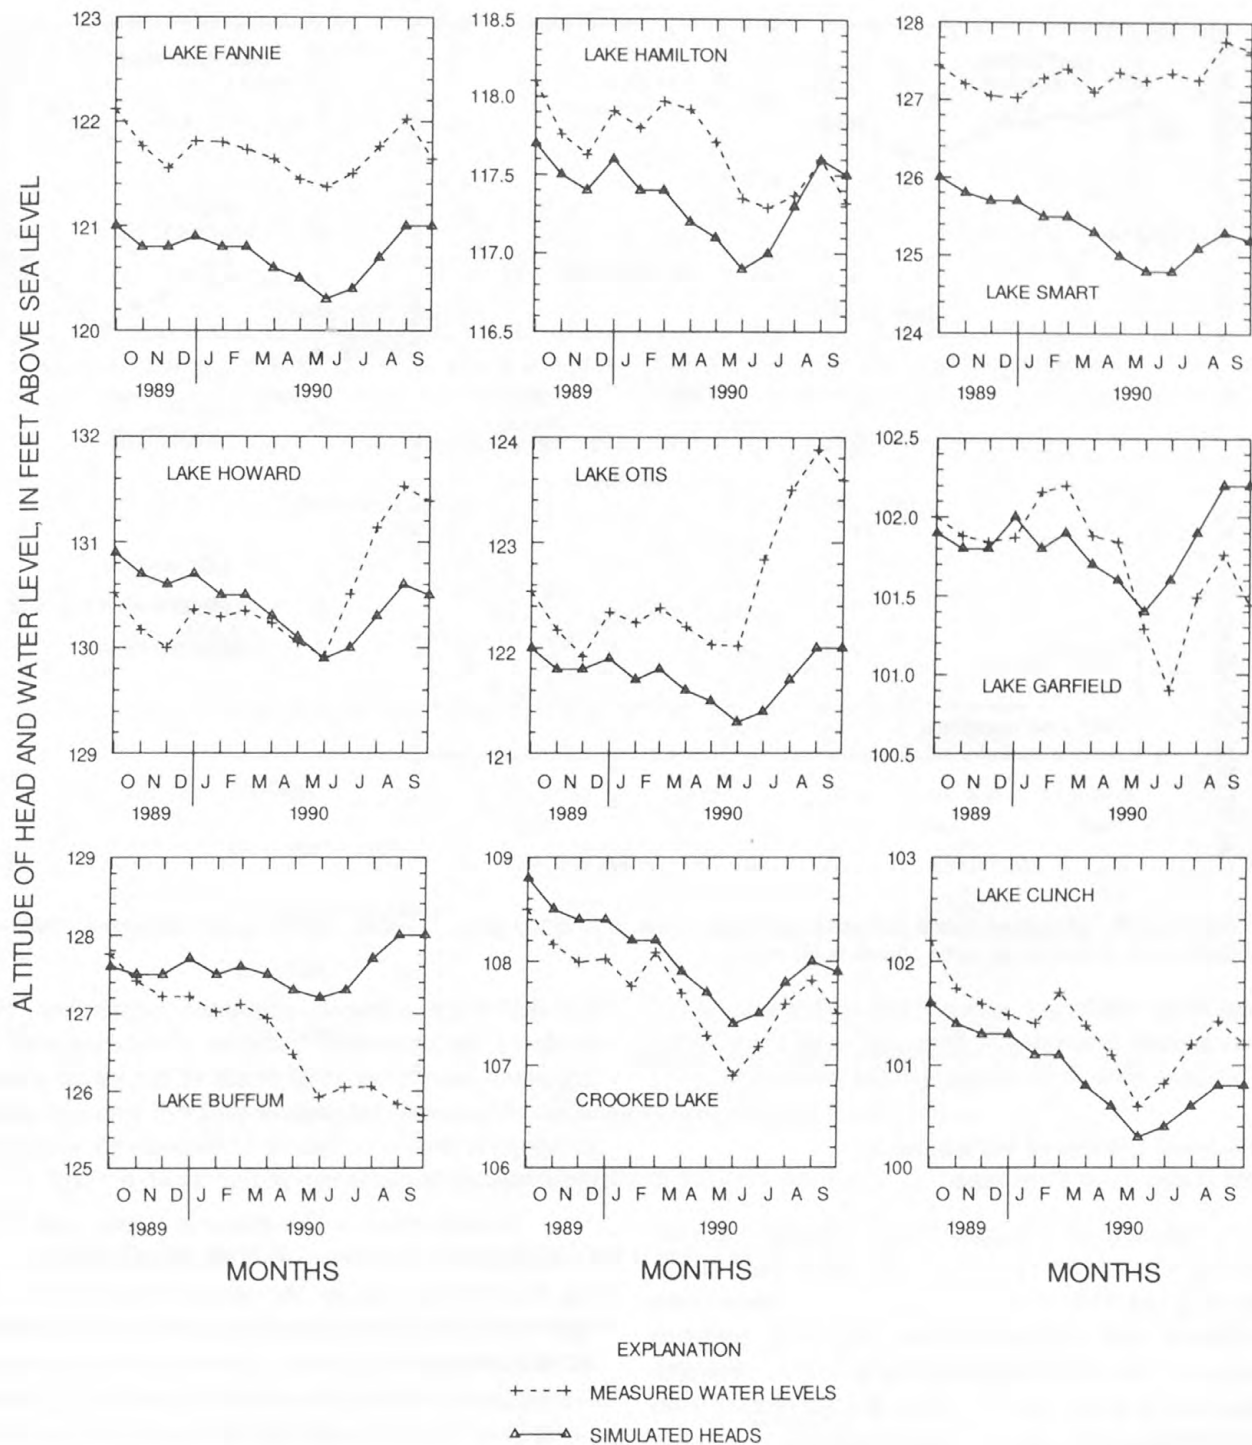 ALTITUDE OF HEAD AND WATER LEVEL, IN FEET ABOVE SEA LEVEL
LAKE FANNIE
123
122
121
120
O N D J F M A M J J A S
1989 1990
LAKE HAMILTON
118.5
118.0
117.5
117.0
116.5
O N D J F M A M J J A S
1989 1990
LAKE SMART
128
127
126
125
124
O N D J F M A M J J A S
1989 1990
LAKE HOWARD
132
131
130
129
O N D J F M A M J J A S
1989 1990
LAKE OTIS
124
123
122
121
O N D J F M A M J J A S
1989 1990
LAKE GARFIELD
102.5
102.0
101.5
101.0
100.5
O N D J F M A M J J A S
1989 1990
LAKE BUFFUM
129
128
127
126
125
O N D J F M A M J J A S
1989 1990
MONTHS
CROOKED LAKE
109
108
107
106
O N D J F M A M J J A S
1989 1990
MONTHS
LAKE CLINCH
103
102
101
100
O N D J F M A M J J A S
1989 1990
MONTHS
EXPLANATION
MEASURED WATER LEVELS
SIMULATED HEADS